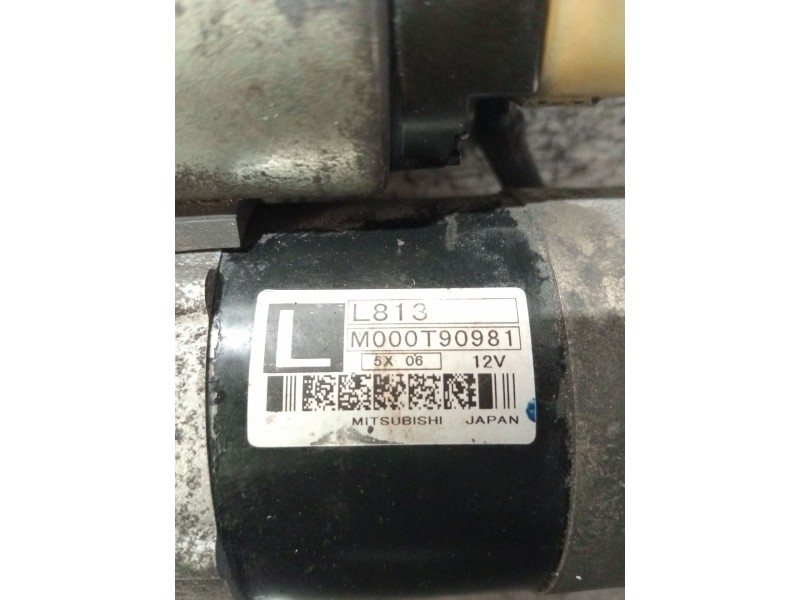 L
L813
M000T90981
5X 06 12V
MITSUBISHI JAPAN